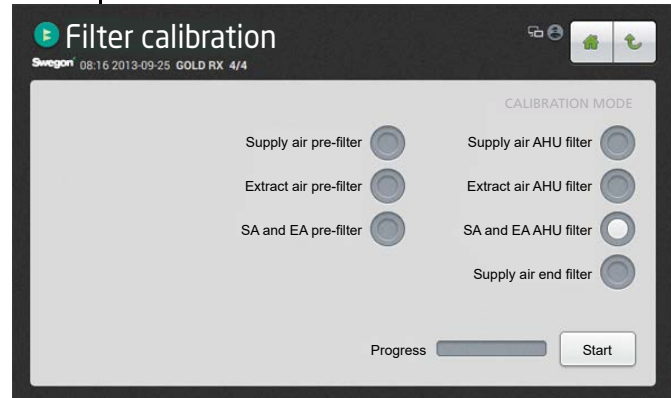 Filter calibration
Swegon 08:16 2013-09-25 GOLD RX 4/4
CALIBRATION MODE
Supply air pre-filter Supply air AHU filter
Extract air pre-filter Extract air AHU filter
SA and EA pre-filter SA and EA AHU filter
Supply air end filter
Progress Start